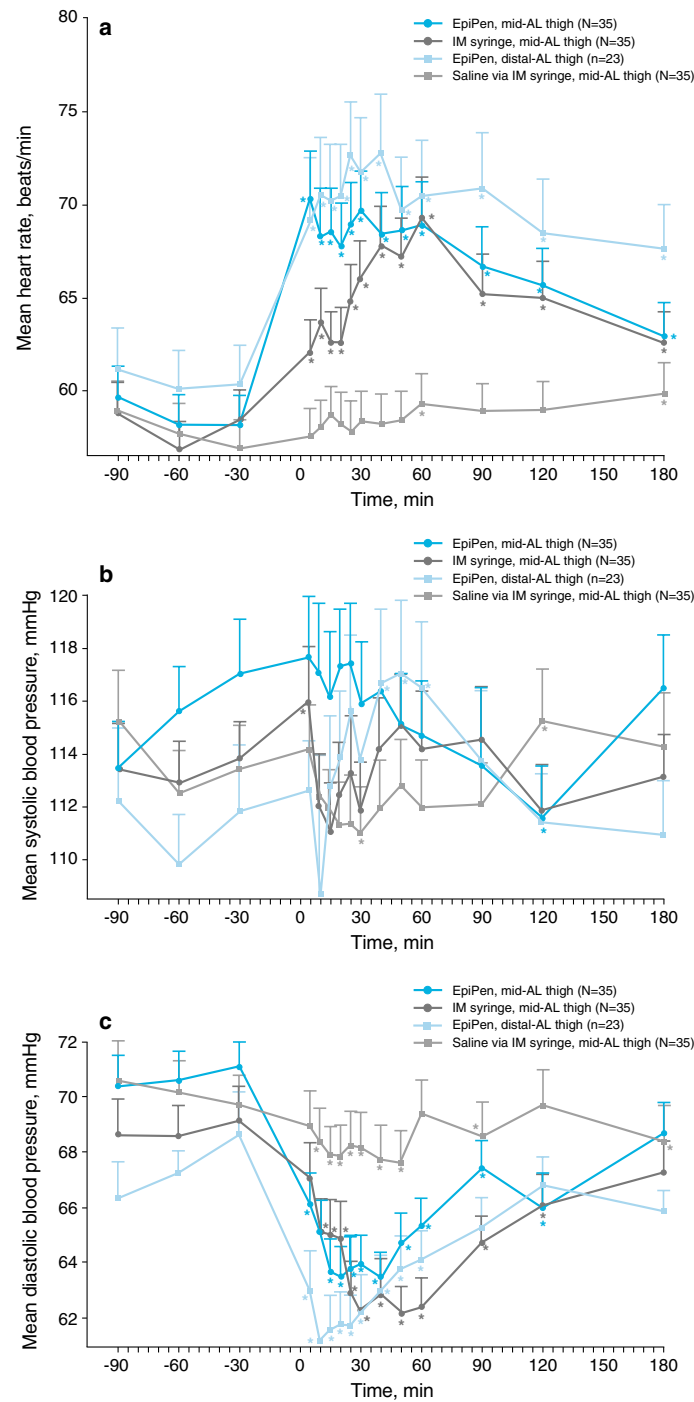 a
EpiPen, mid-AL thigh (N=35)
IM syringe, mid-AL thigh (N=35)
EpiPen, distal-AL thigh (n=23)
Saline via IM syringe, mid-AL thigh (N=35)
Mean heart rate, beats/min
80
75
70
65
60
-90 -60 -30 0 30 60 90 120 150 180
Time, min
b
EpiPen, mid-AL thigh (N=35)
IM syringe, mid-AL thigh (N=35)
EpiPen, distal-AL thigh (n=23)
Saline via IM syringe, mid-AL thigh (N=35)
Mean systolic blood pressure, mmHg
120
118
116
114
112
110
-90 -60 -30 0 30 60 90 120 150 180
Time, min
c
EpiPen, mid-AL thigh (N=35)
IM syringe, mid-AL thigh (N=35)
EpiPen, distal-AL thigh (n=23)
Saline via IM syringe, mid-AL thigh (N=35)
Mean diastolic blood pressure, mmHg
72
70
68
66
64
62
-90 -60 -30 0 30 60 90 120 150 180
Time, min